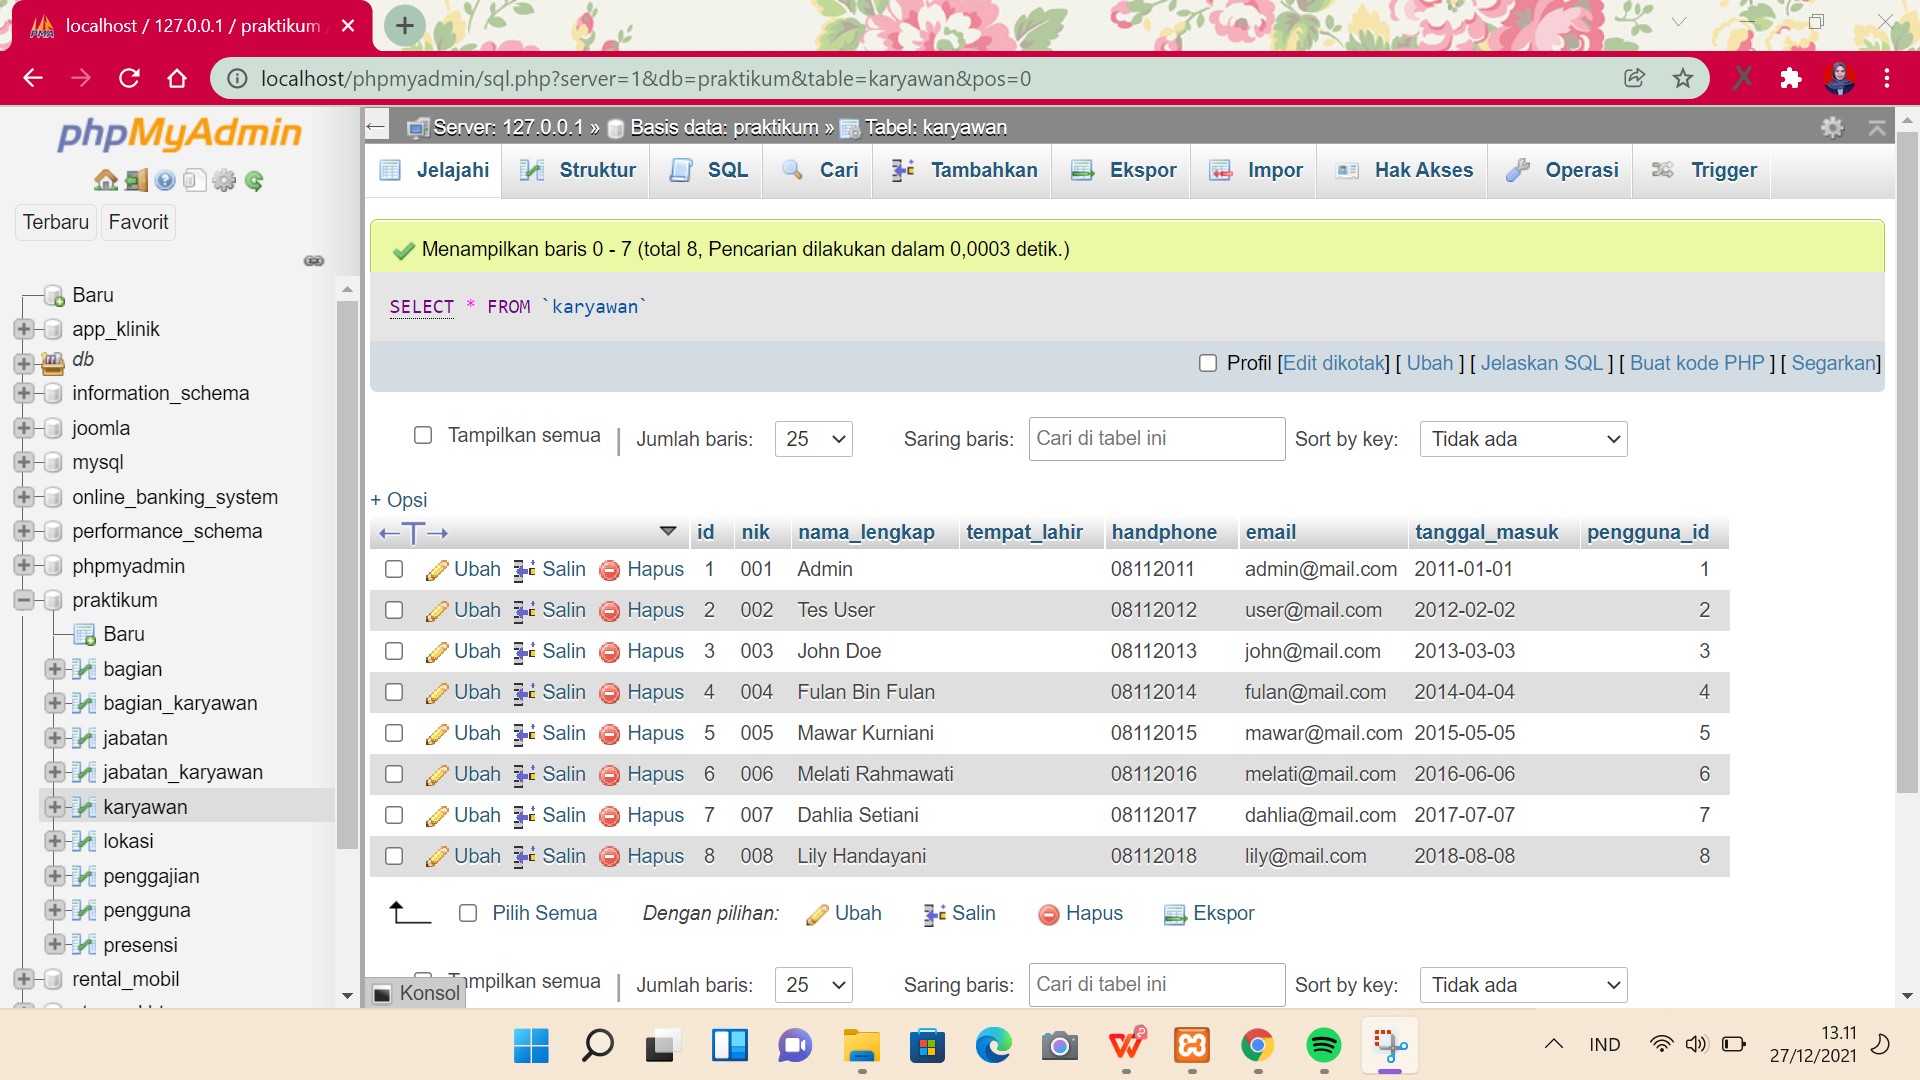 localhost / 127.0.0.1 / praktikum
localhost/phpmyadmin/sql.php?server=1&db=praktikum&table=karyawan&pos=0
phpMyAdmin
Terbaru Favorit
Baru
app_klinik
db
information_schema
joomla
mysql
online_banking_system
performance_schema
phpmyadmin
praktikum
Baru
bagian
bagian_karyawan
jabatan
jabatan_karyawan
karyawan
lokasi
penggajian
pengguna
presensi
rental_mobil
Server: 127.0.0.1 » Basis data: praktikum » Tabel: karyawan
Jelajahi Struktur SQL Cari Tambahkan Ekspor Impor Hak Akses Operasi Trigger
Menampilkan baris 0 - 7 (total 8, Pencarian dilakukan dalam 0,0003 detik.)
SELECT * FROM `karyawan`
Profil [Edit dikotak] [ Ubah ] [ Jelaskan SQL ] [ Buat kode PHP ] [ Segarkan]
Tampilkan semua | Jumlah baris: 25 Saring baris: Cari di tabel ini Sort by key: Tidak ada
+ Opsi
←T→ id nik nama_lengkap tempat_lahir handphone email tanggal_masuk pengguna_id
Ubah Salin Hapus 1 001 Admin 08112011 admin@mail.com 2011-01-01 1
Ubah Salin Hapus 2 002 Tes User 08112012 user@mail.com 2012-02-02 2
Ubah Salin Hapus 3 003 John Doe 08112013 john@mail.com 2013-03-03 3
Ubah Salin Hapus 4 004 Fulan Bin Fulan 08112014 fulan@mail.com 2014-04-04 4
Ubah Salin Hapus 5 005 Mawar Kurniani 08112015 mawar@mail.com 2015-05-05 5
Ubah Salin Hapus 6 006 Melati Rahmawati 08112016 melati@mail.com 2016-06-06 6
Ubah Salin Hapus 7 007 Dahlia Setiani 08112017 dahlia@mail.com 2017-07-07 7
Ubah Salin Hapus 8 008 Lily Handayani 08112018 lily@mail.com 2018-08-08 8
Pilih Semua Dengan pilihan: Ubah Salin Hapus Ekspor
Tampilkan semua | Jumlah baris: 25 Saring baris: Cari di tabel ini Sort by key: Tidak ada
Konsol
IND
13.11
27/12/2021